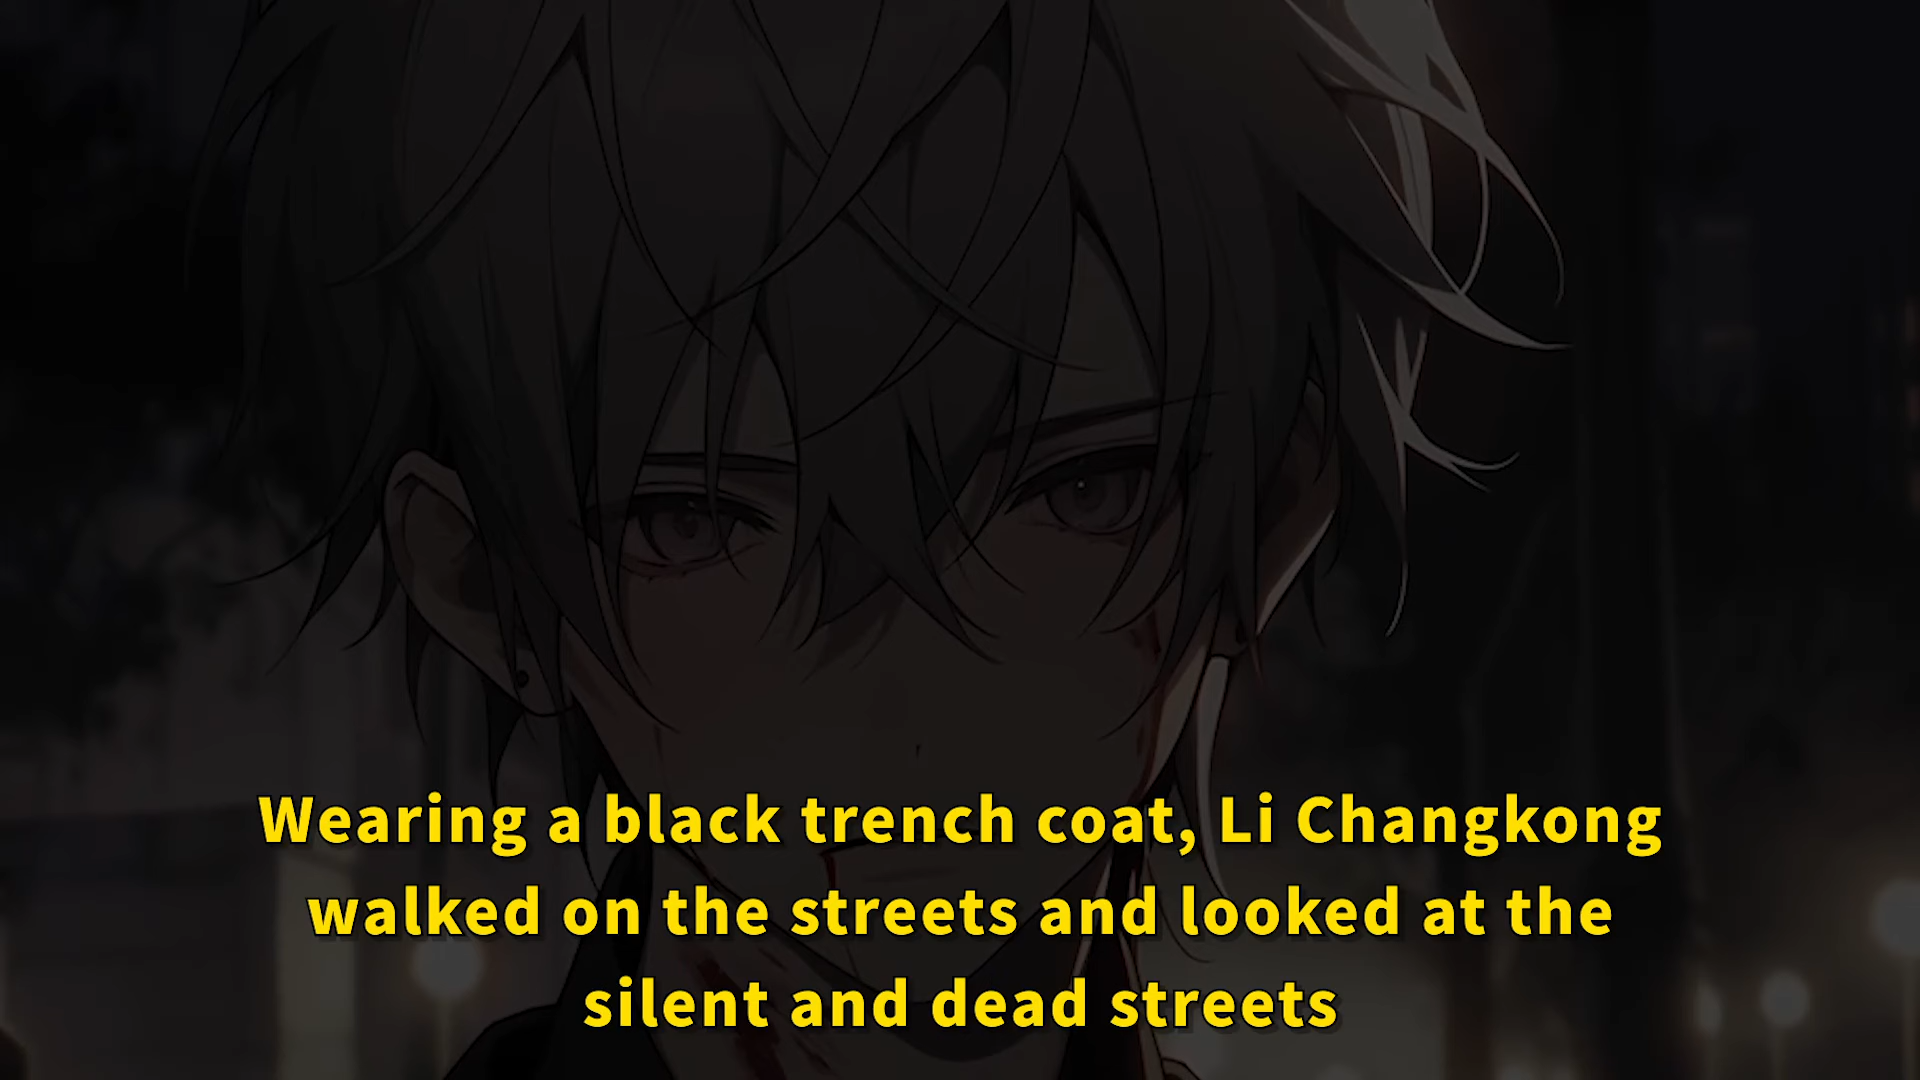 Wearing a black trench coat, Li Changkong
walked on the streets and looked at the
silent and dead streets